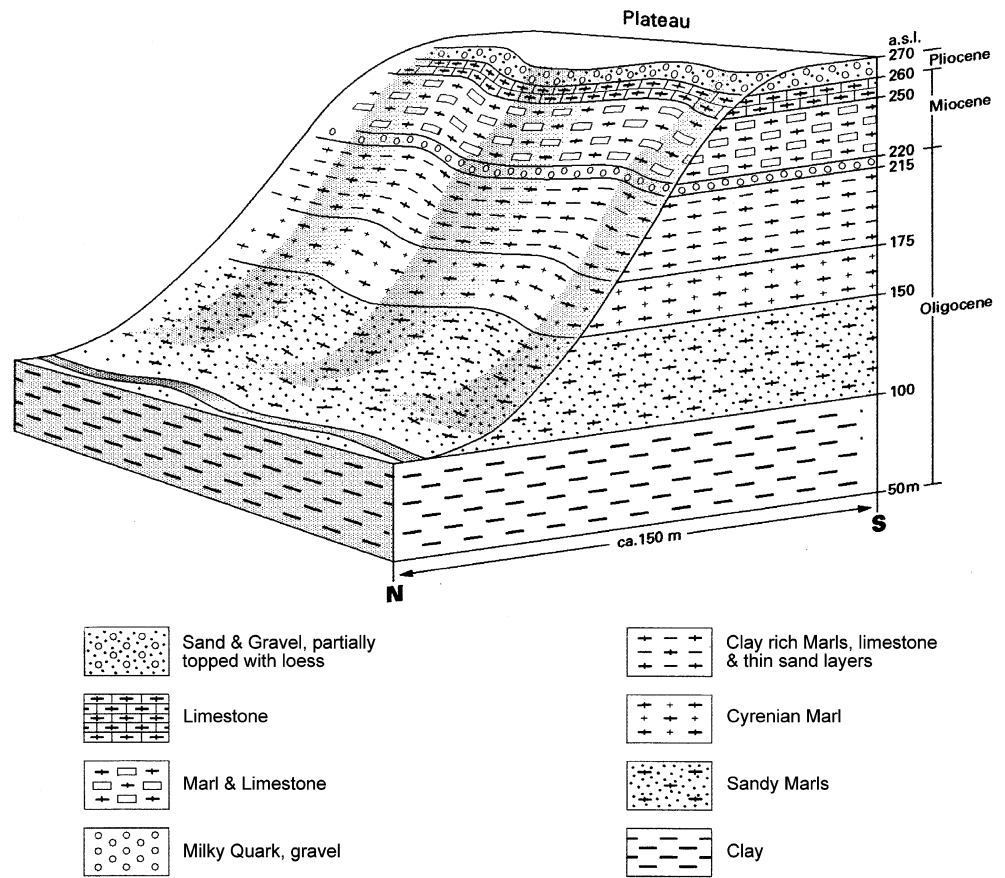 Plateau
a.s.l.
270
Pliocene
260
250
Miocene
220
215
175
150
Oligocene
100
50m
S
ca.150 m
N
Sand & Gravel, partially
topped with loess
Limestone
Marl & Limestone
Milky Quark, gravel
Clay rich Marls, limestone
& thin sand layers
Cyrenian Marl
Sandy Marls
Clay